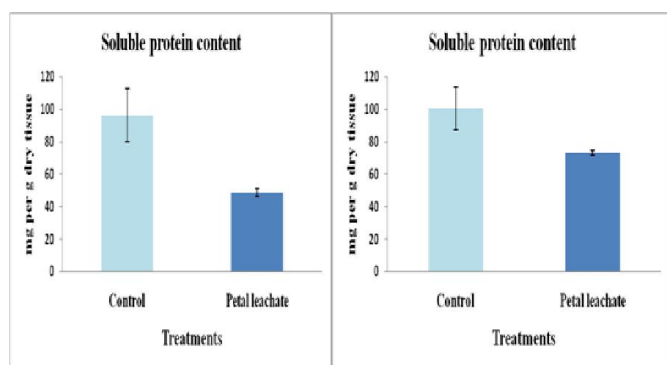 Soluble protein content
mg per g dry tissue
120
100
80
60
40
20
0
Control Petal leachate
Treatments
Soluble protein content
mg per g dry tissue
120
100
80
60
40
20
0
Control Petal leachate
Treatments